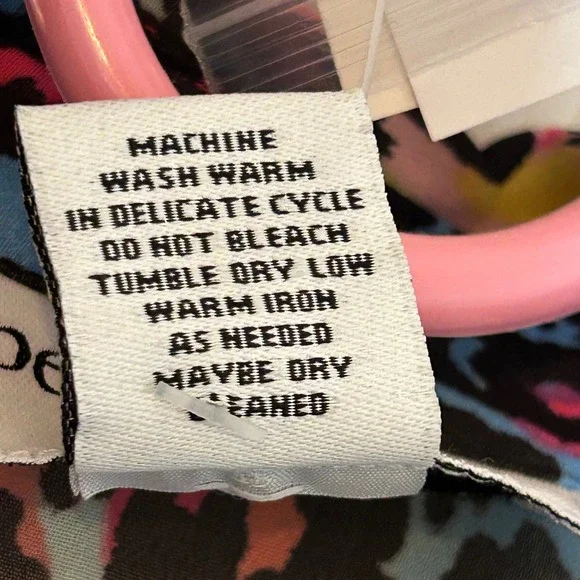 MACHINE
WASH WARM
IN DELICATE CYCLE
DO NOT BLEACH
TUMBLE DRY LOW
WARM IRON
AS NEEDED
MAYBE DRY
CLEANED